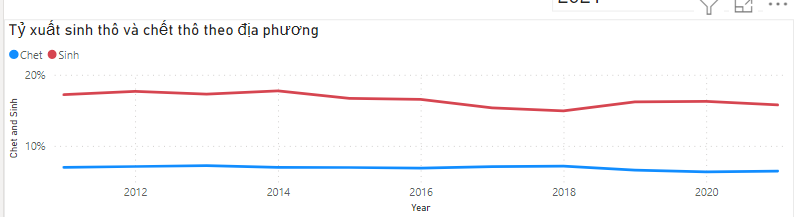 Tỷ xuất sinh thô và chết thô theo địa phương
Chet Sinh
Chet and Sinh
20%
10%
2012 2014 2016 2018 2020
Year